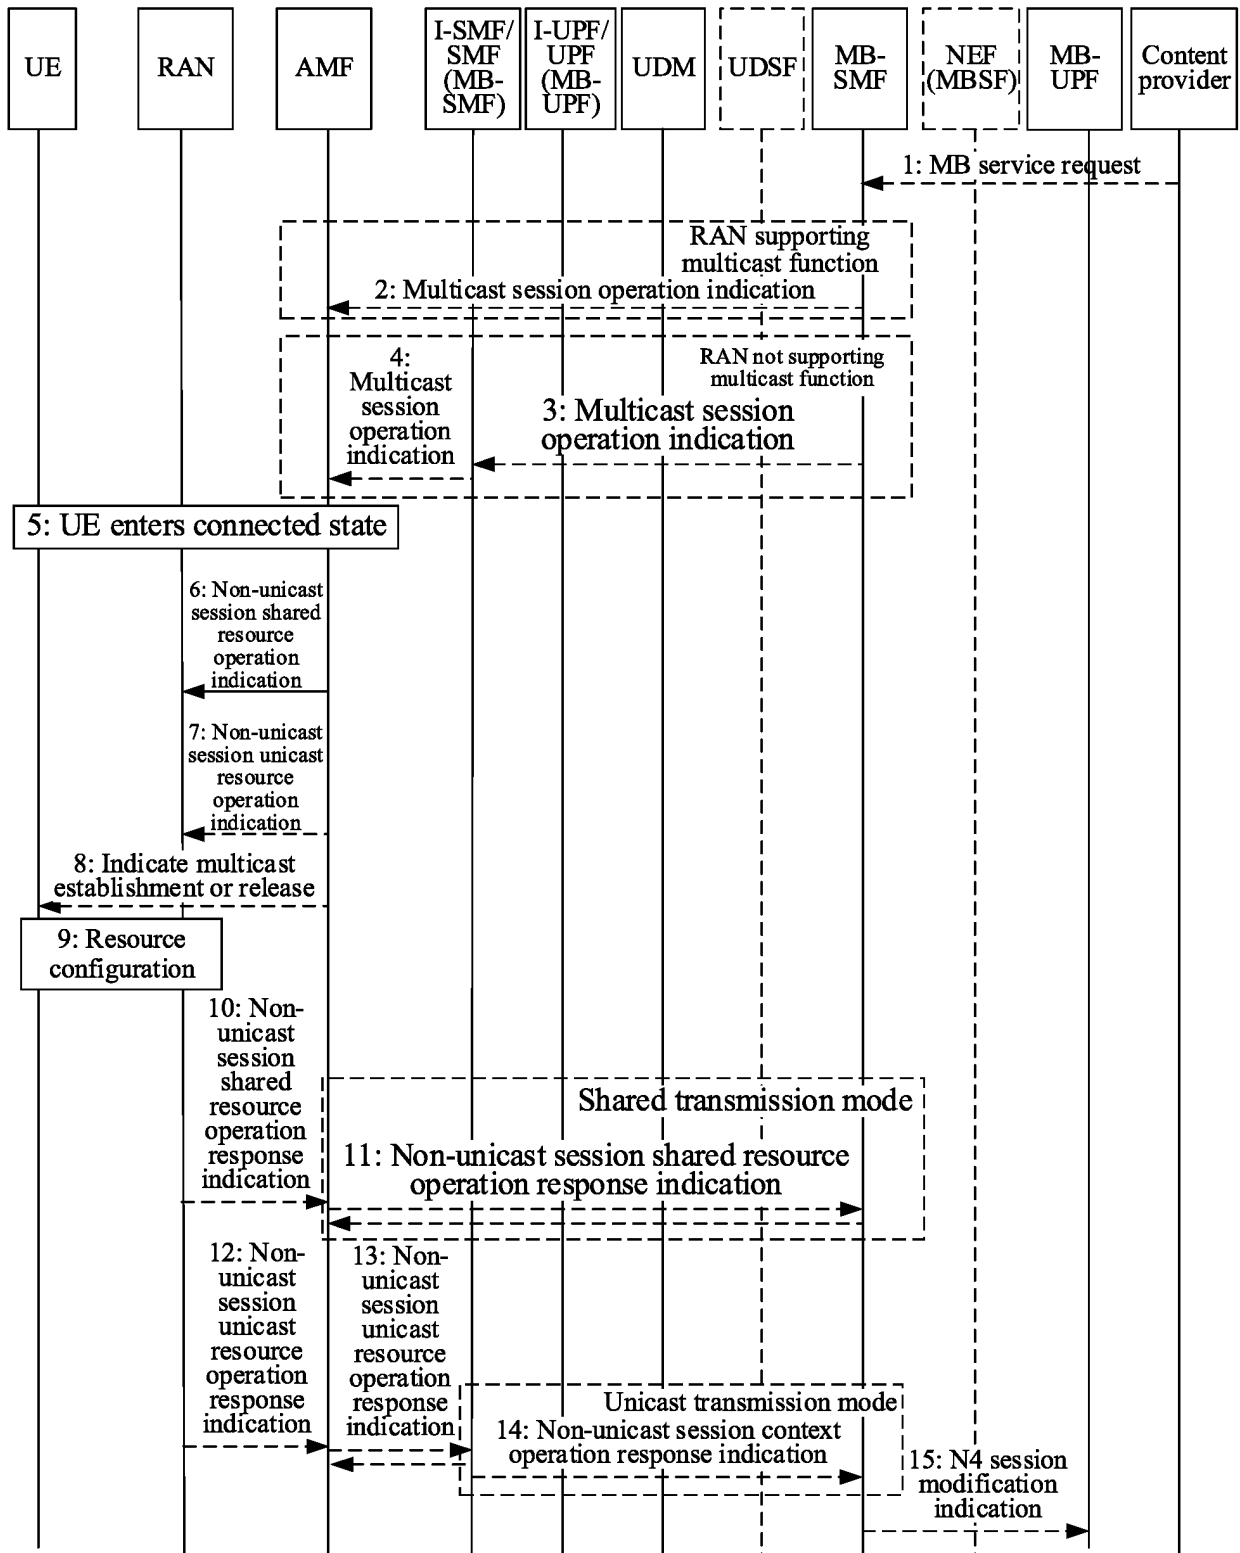 UE
RAN
AMF
I-SMF/
SMF
(MB-
SMF)
I-UPF/
UPF
(MB-
UPF)
UDM
UDSF
MB-
SMF
NEF
(MBSF)
MB-
UPF
Content
provider
1: MB service request
RAN supporting
multicast function
2: Multicast session operation indication
RAN not supporting
multicast function
3: Multicast session
operation indication
4:
Multicast
session
operation
indication
5: UE enters connected state
6: Non-unicast
session shared
resource
operation
indication
7: Non-unicast
session unicast
resource
operation
indication
8: Indicate multicast
establishment or release
9: Resource
configuration
10: Non-
unicast
session
shared
resource
operation
response
indication
Shared transmission mode
11: Non-unicast session shared resource
operation response indication
12: Non-
unicast
session
unicast
resource
operation
response
indication
13: Non-
unicast
session
unicast
resource
operation
response
indication
Unicast transmission mode
14: Non-unicast session context
operation response indication
15: N4 session
modification
indication